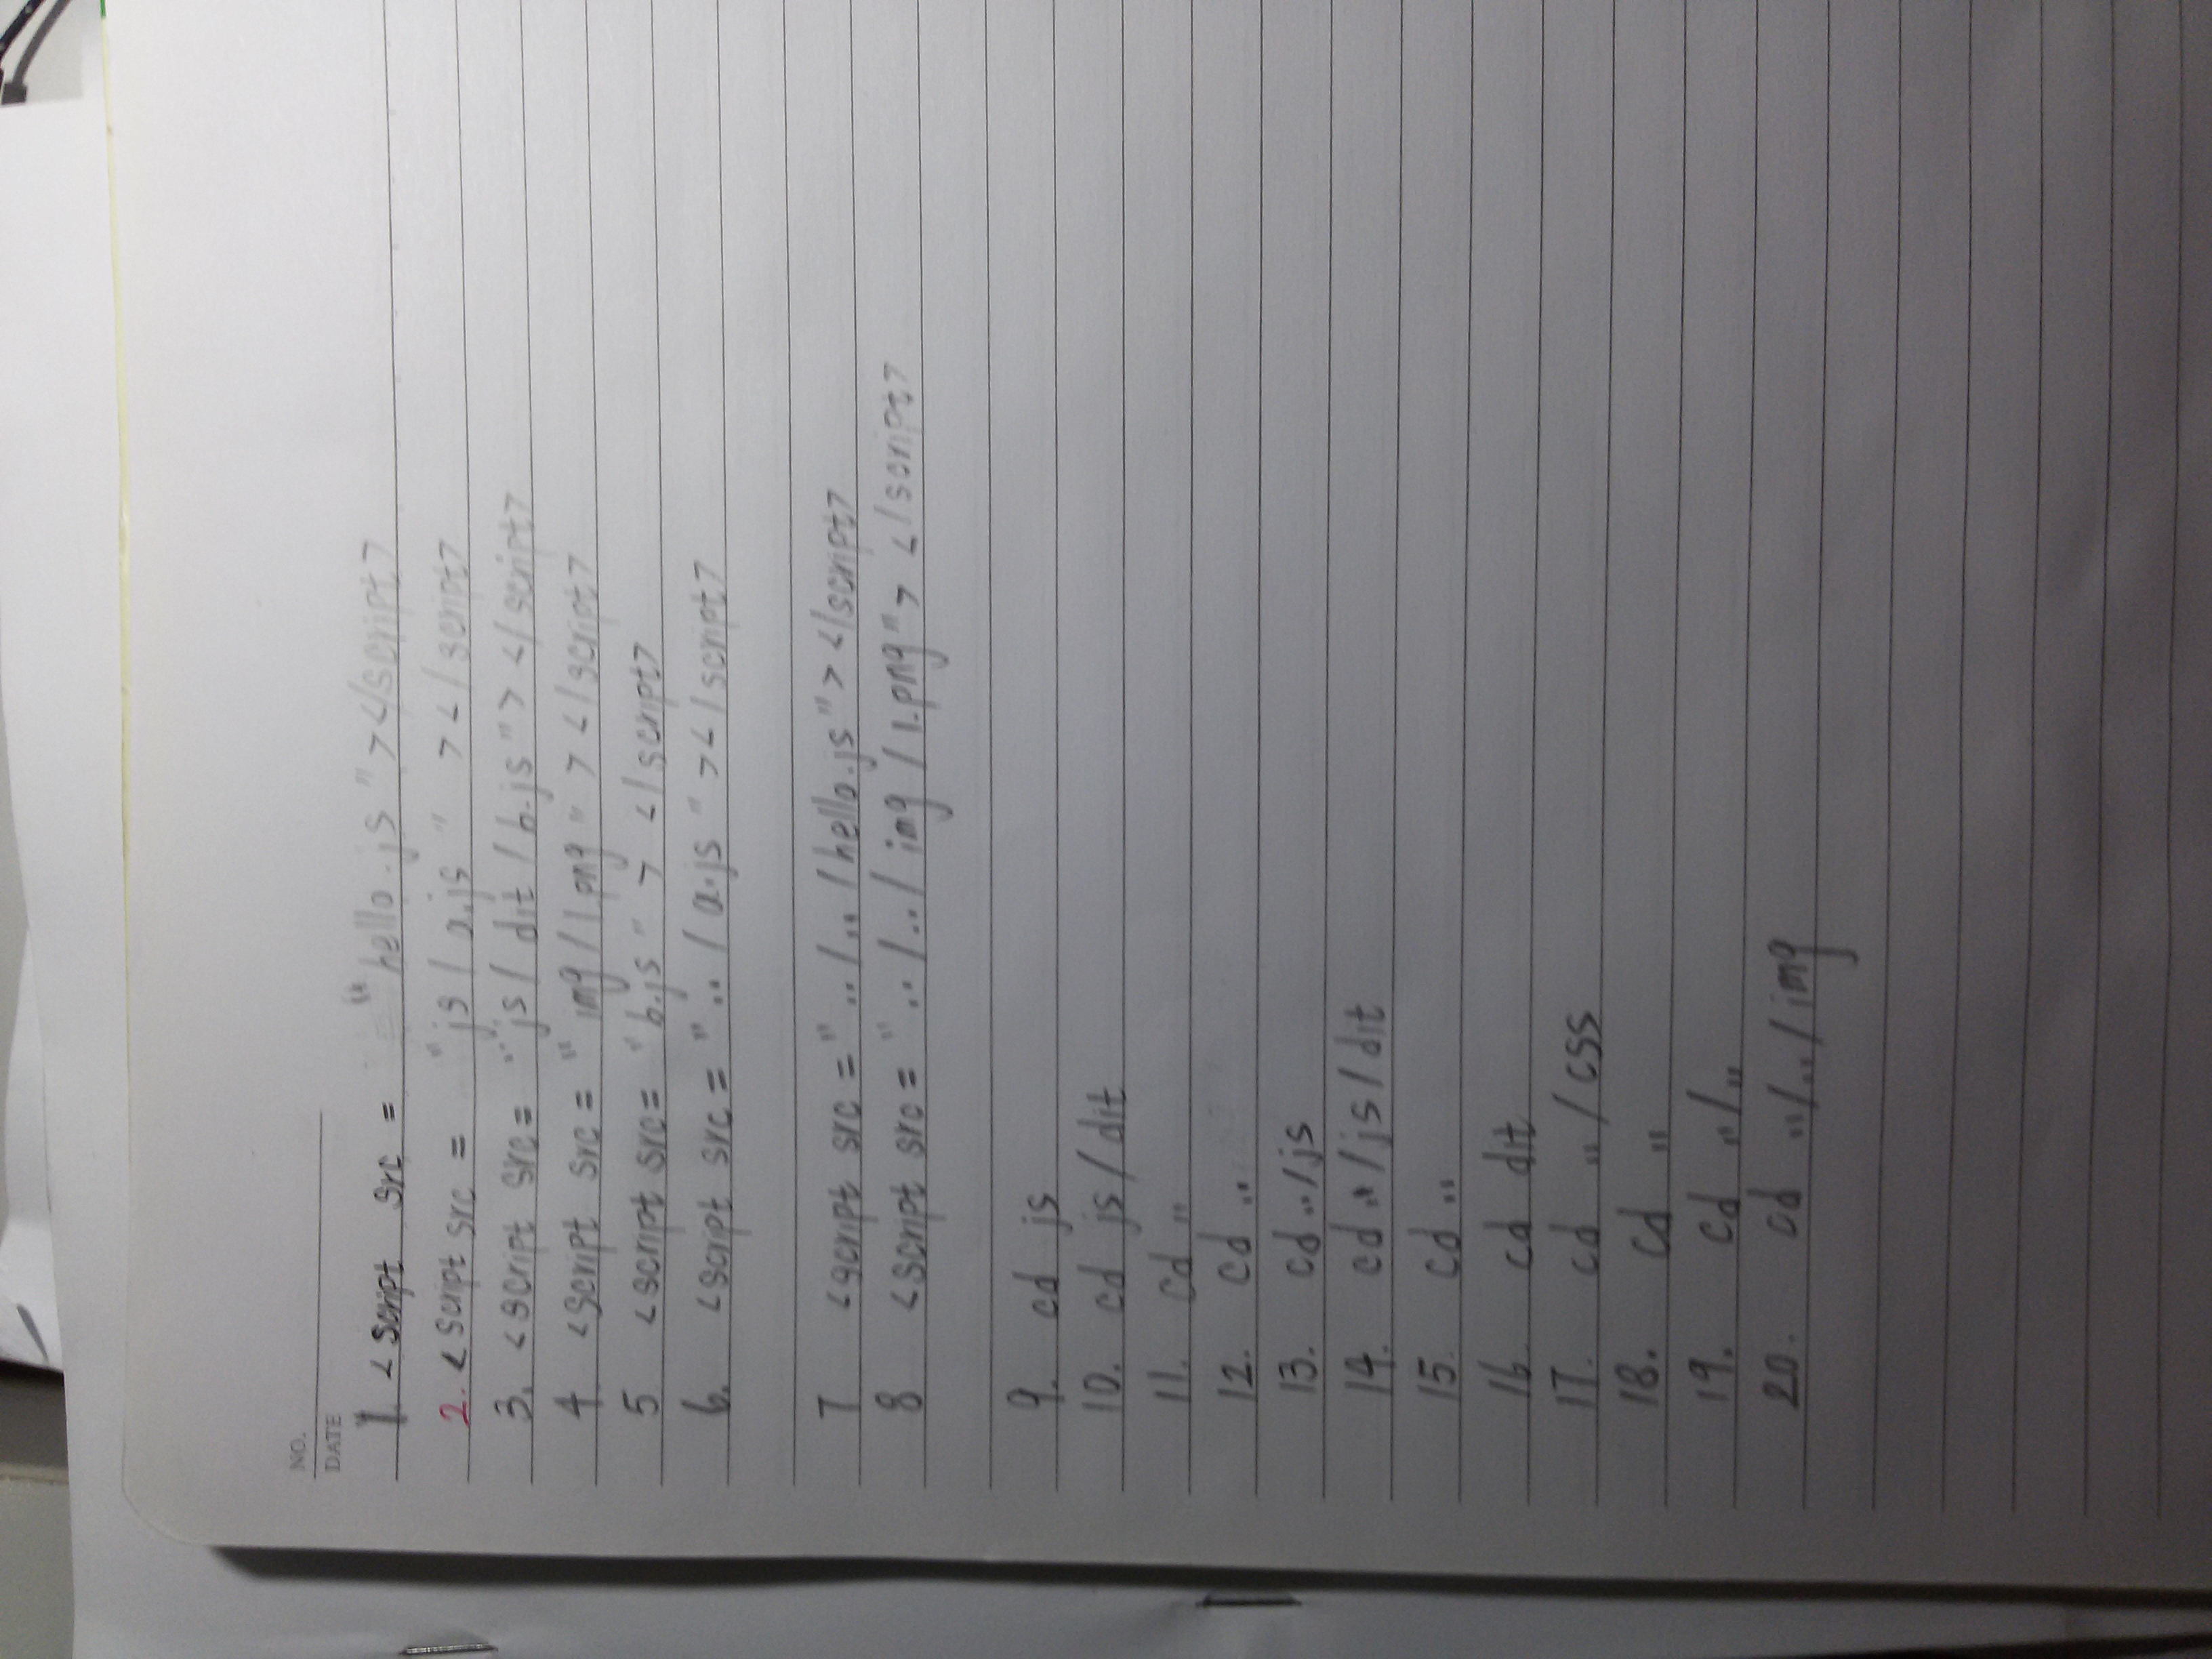 NO.
DATE
1. <script src = "hello.js"></script>
2. <script src = "js/a.js" ></script>
3. <script src = "js/dit/b.js"></script>
4 <script src = "img/1.png"></script>
5 <script src = "b.js"></script>
6. <script src = "../a.js"></script>
7 <script src = "../../hello.js"></script>
8 <script src = "../../img/1.png"></script>
9. cd js
10. cd js/dit
11. cd ..
12. cd ..
13. cd ../js
14. cd ../js/dit
15. cd ..
16. cd dit
17. cd ../css
18. cd ..
19. cd ../..
20. cd ../../img